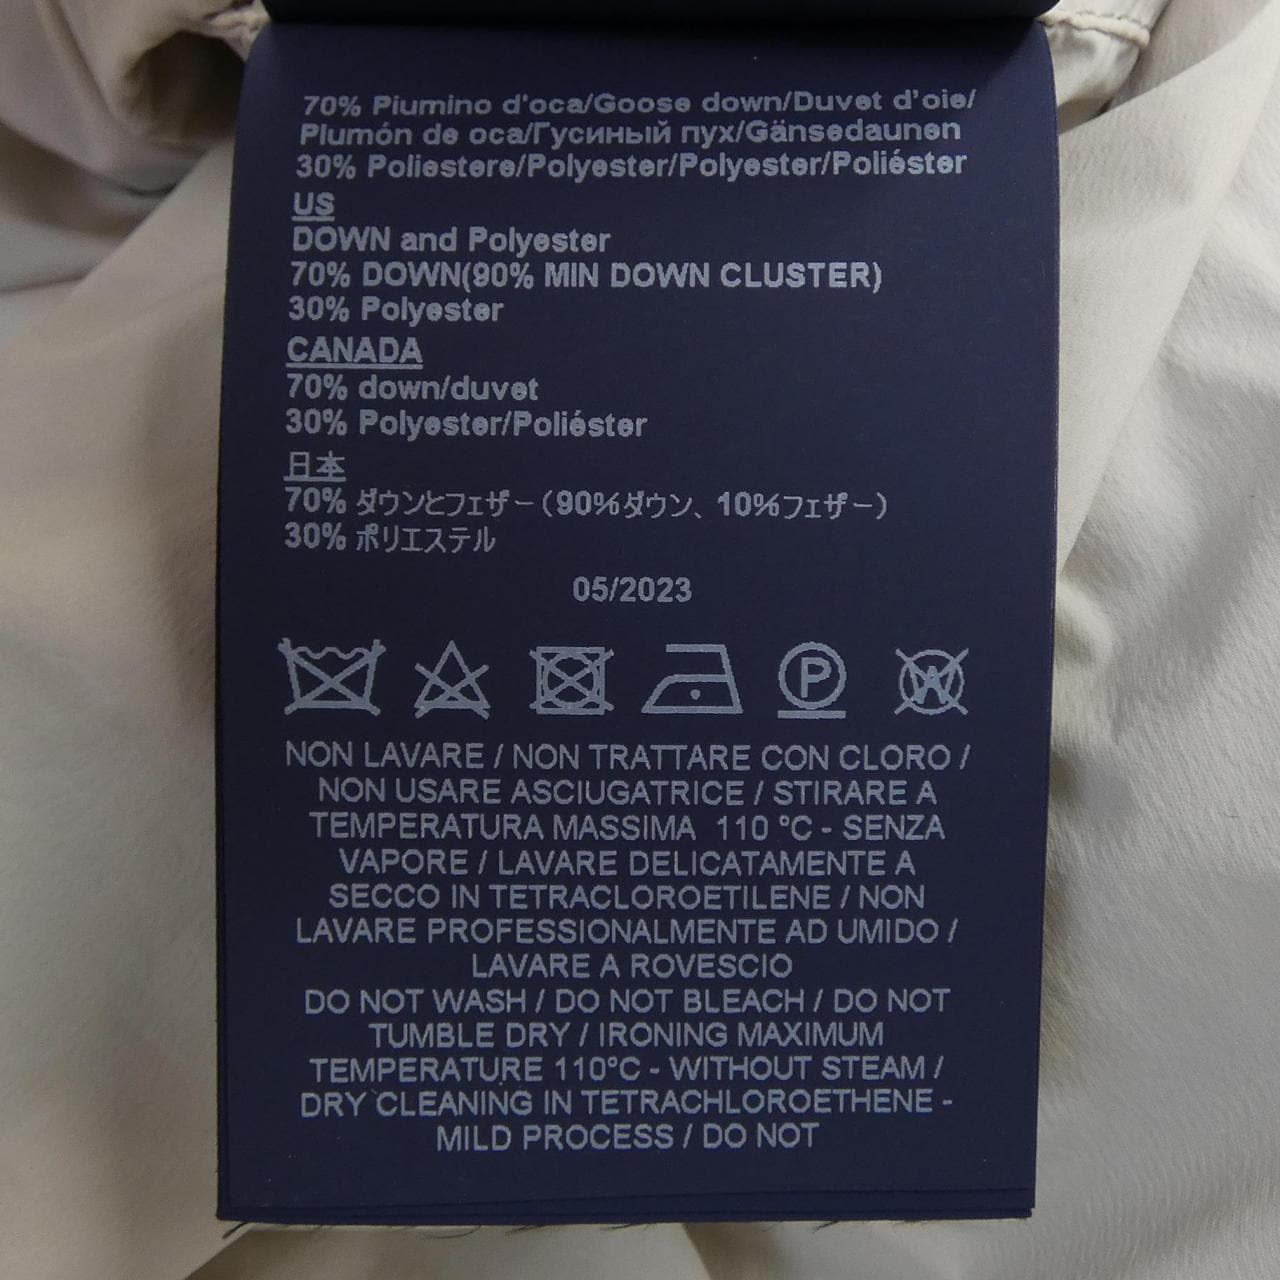 70% Piumino d'oca/Goose down/Duvet d'oie/
Plumón de oca/Гусиный пух/Gänsedaunen
30% Poliestere/Polyester/Polyester/Poliéster
US
DOWN and Polyester
70% DOWN(90% MIN DOWN CLUSTER)
30% Polyester
CANADA
70% down/duvet
30% Polyester/Poliéster
日本
70% ダウンとフェザー(90%ダウン、10%フェザー)
30% ポリエステル
05/2023
P W
NON LAVARE / NON TRATTARE CON CLORO /
NON USARE ASCIUGATRICE / STIRARE A
TEMPERATURA MASSIMA 110 °C - SENZA
VAPORE / LAVARE DELICATAMENTE A
SECCO IN TETRACLOROETILENE / NON
LAVARE PROFESSIONALMENTE AD UMIDO /
LAVARE A ROVESCIO
DO NOT WASH / DO NOT BLEACH / DO NOT
TUMBLE DRY / IRONING MAXIMUM
TEMPERATURE 110°C - WITHOUT STEAM /
DRY CLEANING IN TETRACHLOROETHENE -
MILD PROCESS / DO NOT